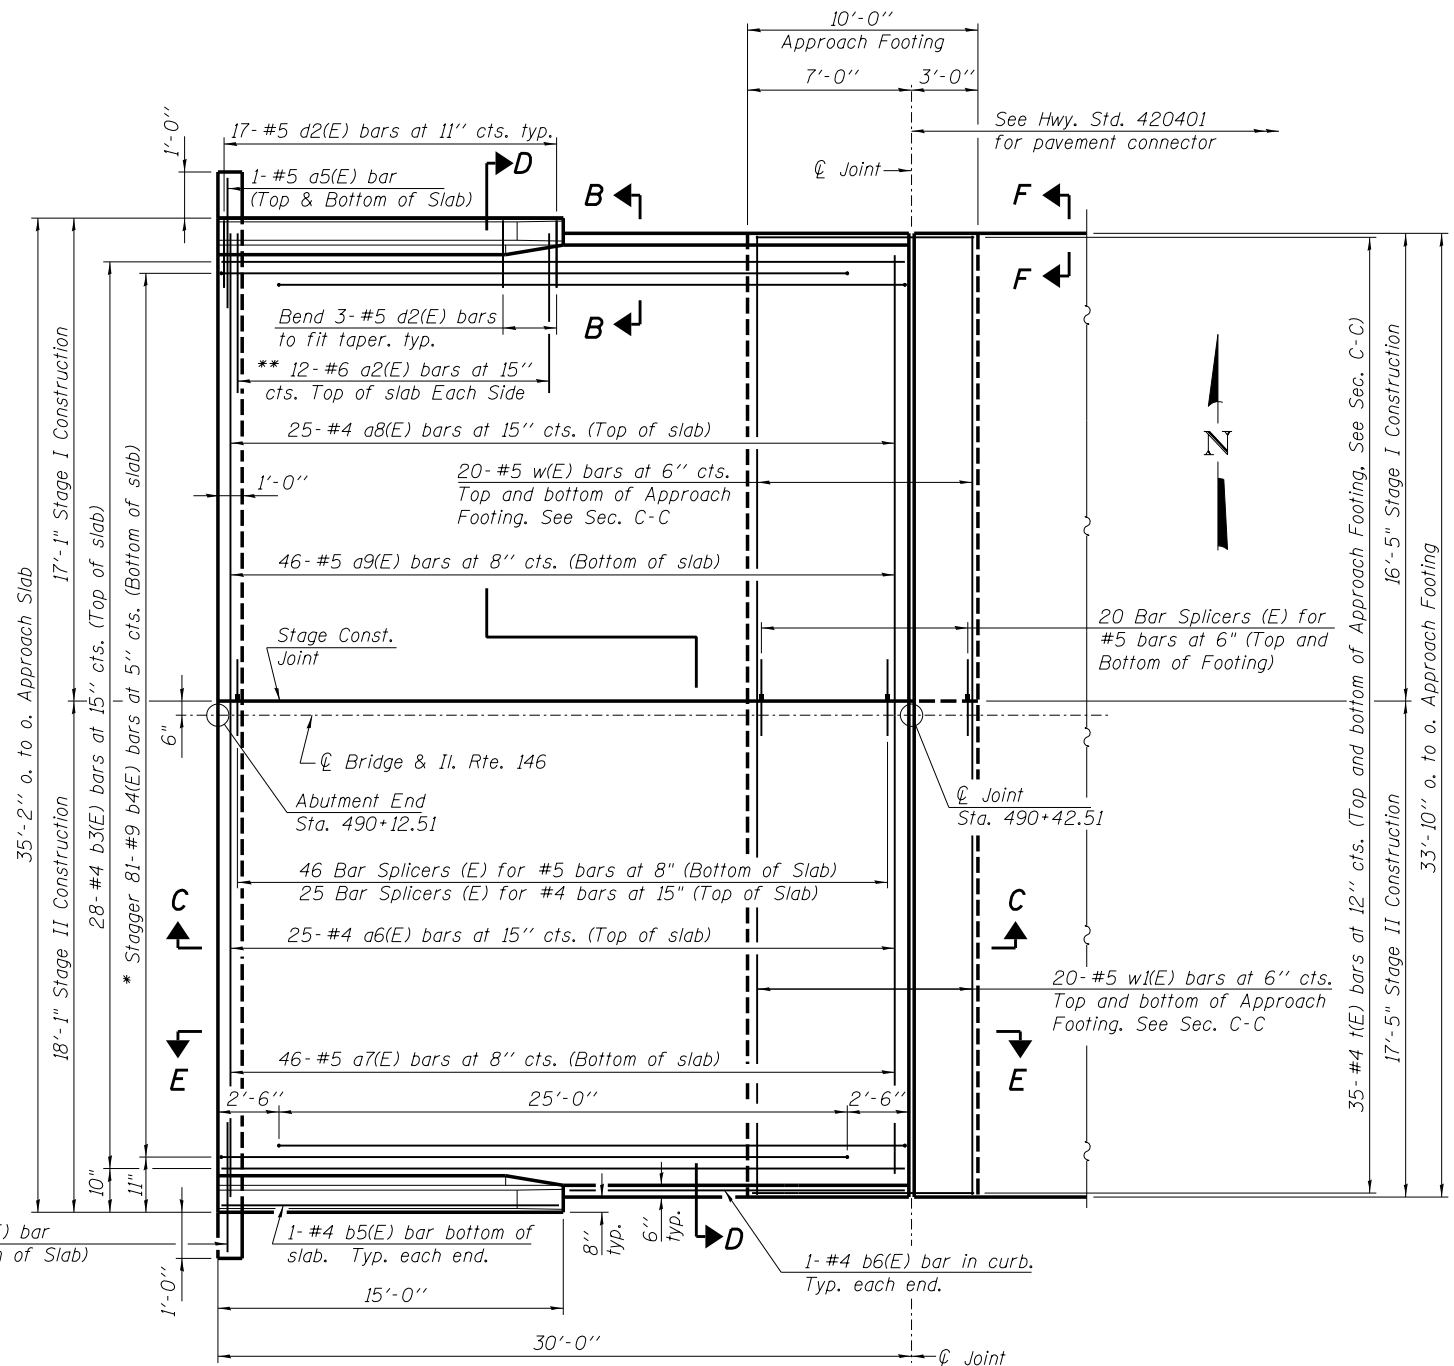 10'-0''
Approach Footing
7'-0''
3'-0''
See Hwy. Std. 420401
for pavement connector
℄ Joint
1'-0''
17-#5 d2(E) bars at 11'' cts. typ.
D
1-#5 a5(E) bar
(Top & Bottom of Slab)
B
F
F
B
Bend 3-#5 d2(E) bars
to fit taper. typ.
** 12-#6 a2(E) bars at 15''
cts. Top of slab Each Side
25-#4 a8(E) bars at 15'' cts. (Top of slab)
N
1'-0''
20-#5 w(E) bars at 6'' cts.
Top and bottom of Approach
Footing. See Sec. C-C
46-#5 a9(E) bars at 8'' cts. (Bottom of slab)
Stage Const.
Joint
20 Bar Splicers (E) for
#5 bars at 6" (Top and
Bottom of Footing)
35'-2'' o. to o. Approach Slab
17'-1" Stage I Construction
18'-1" Stage II Construction
28-#4 b3(E) bars at 15'' cts. (Top of slab)
* Stagger 81-#9 b4(E) bars at 5'' cts. (Bottom of slab)
35-#4 t(E) bars at 12'' cts. (Top and bottom of Approach Footing, See Sec. C-C)
16'-5" Stage I Construction
17'-5" Stage II Construction
33'-10'' o. to o. Approach Footing
6"
℄ Bridge & Il. Rte. 146
Abutment End
Sta. 490+12.51
℄ Joint
Sta. 490+42.51
46 Bar Splicers (E) for #5 bars at 8" (Bottom of Slab)
25 Bar Splicers (E) for #4 bars at 15" (Top of Slab)
C
C
25-#4 a6(E) bars at 15'' cts. (Top of slab)
20-#5 w1(E) bars at 6'' cts.
Top and bottom of Approach
Footing. See Sec. C-C
E
E
46-#5 a7(E) bars at 8'' cts. (Bottom of slab)
2'-6''
25'-0''
2'-6''
10"
11"
) bar
of Slab)
1'-0''
1-#4 b5(E) bar bottom of
slab. Typ. each end.
8''
typ.
6''
typ.
D
1-#4 b6(E) bar in curb.
Typ. each end.
15'-0''
30'-0''
℄ Joint